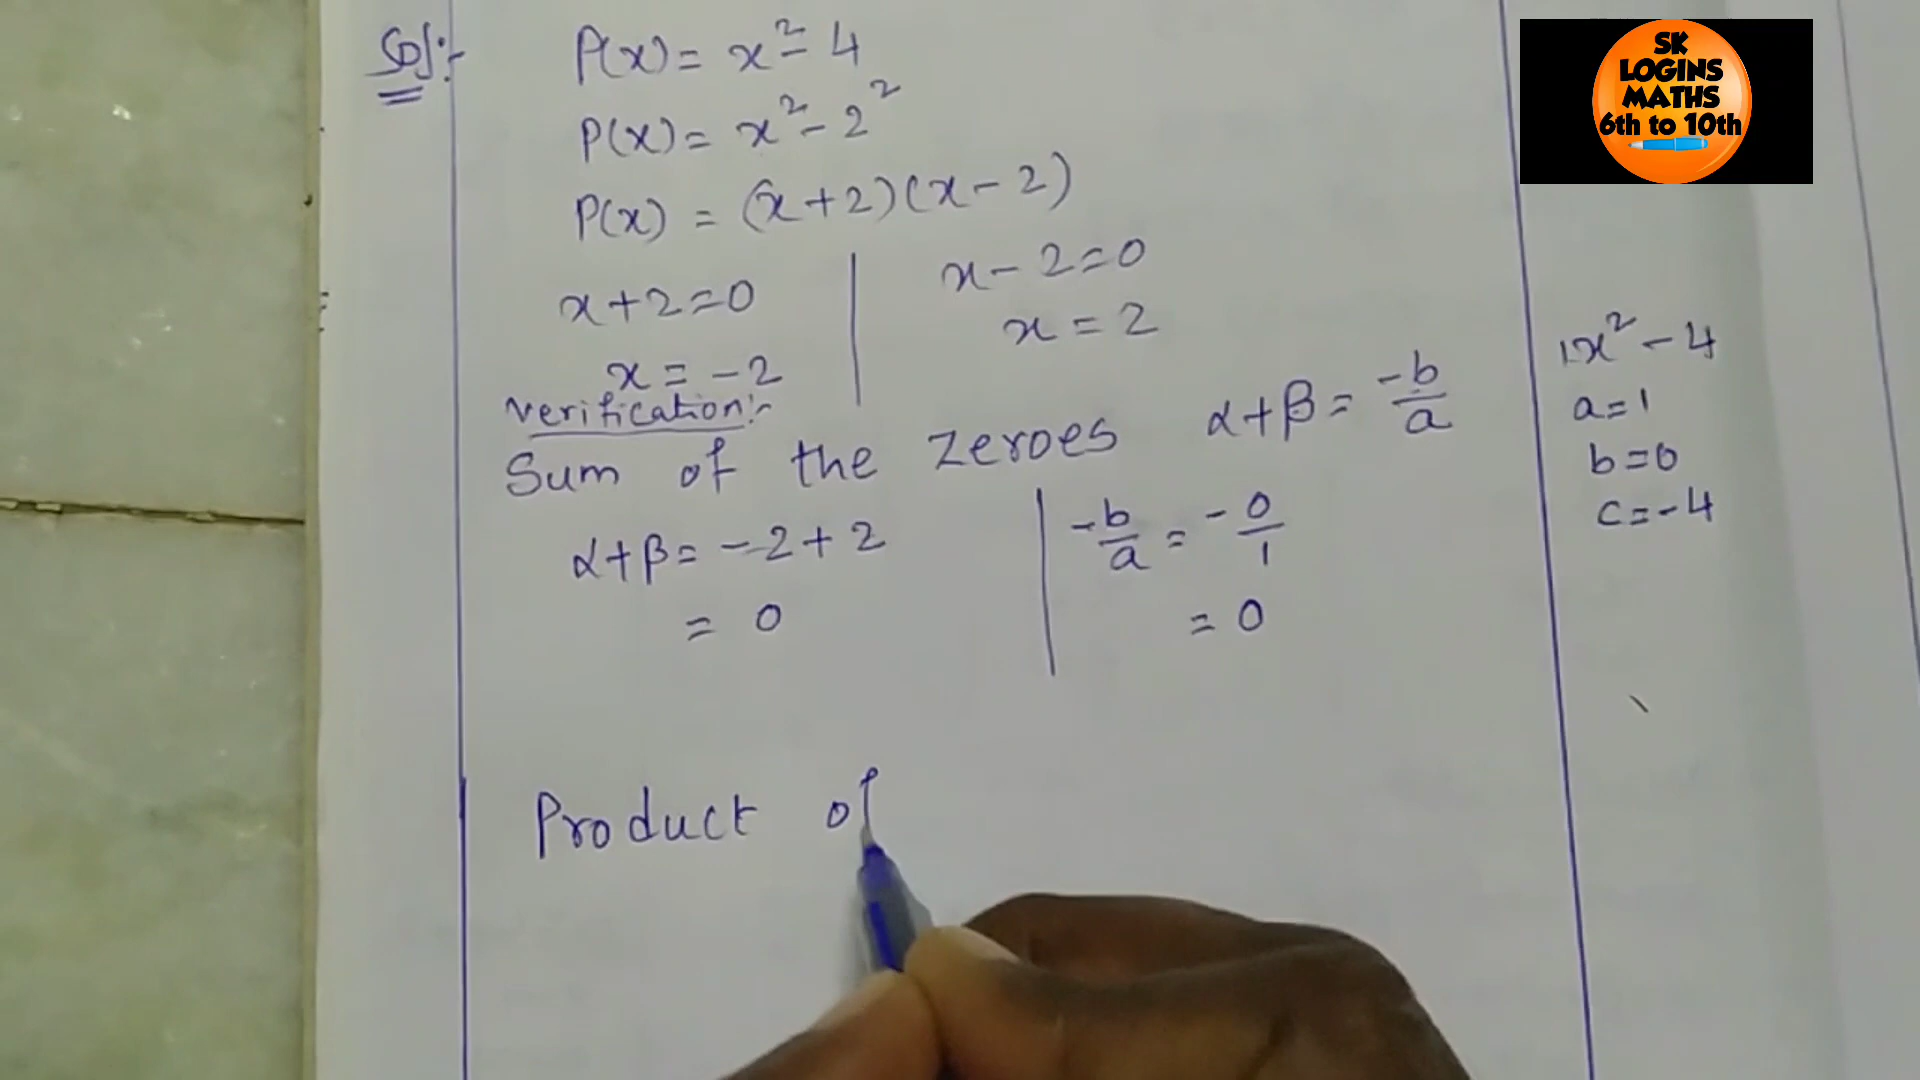 Sol:-
P(x) = x² - 4
P(x) = x² - 2²
P(x) = (x+2)(x-2)
x+2=0
x = -2
x - 2=0
x = 2
verification:-
Sum of the zeroes α+β = -b/a
α+β = -2+2
= 0
-b/a = -0/1
= 0
Product of
1x² - 4
a=1
b=0
c=-4
SK
LOGINS
MATHS
6th to 10th